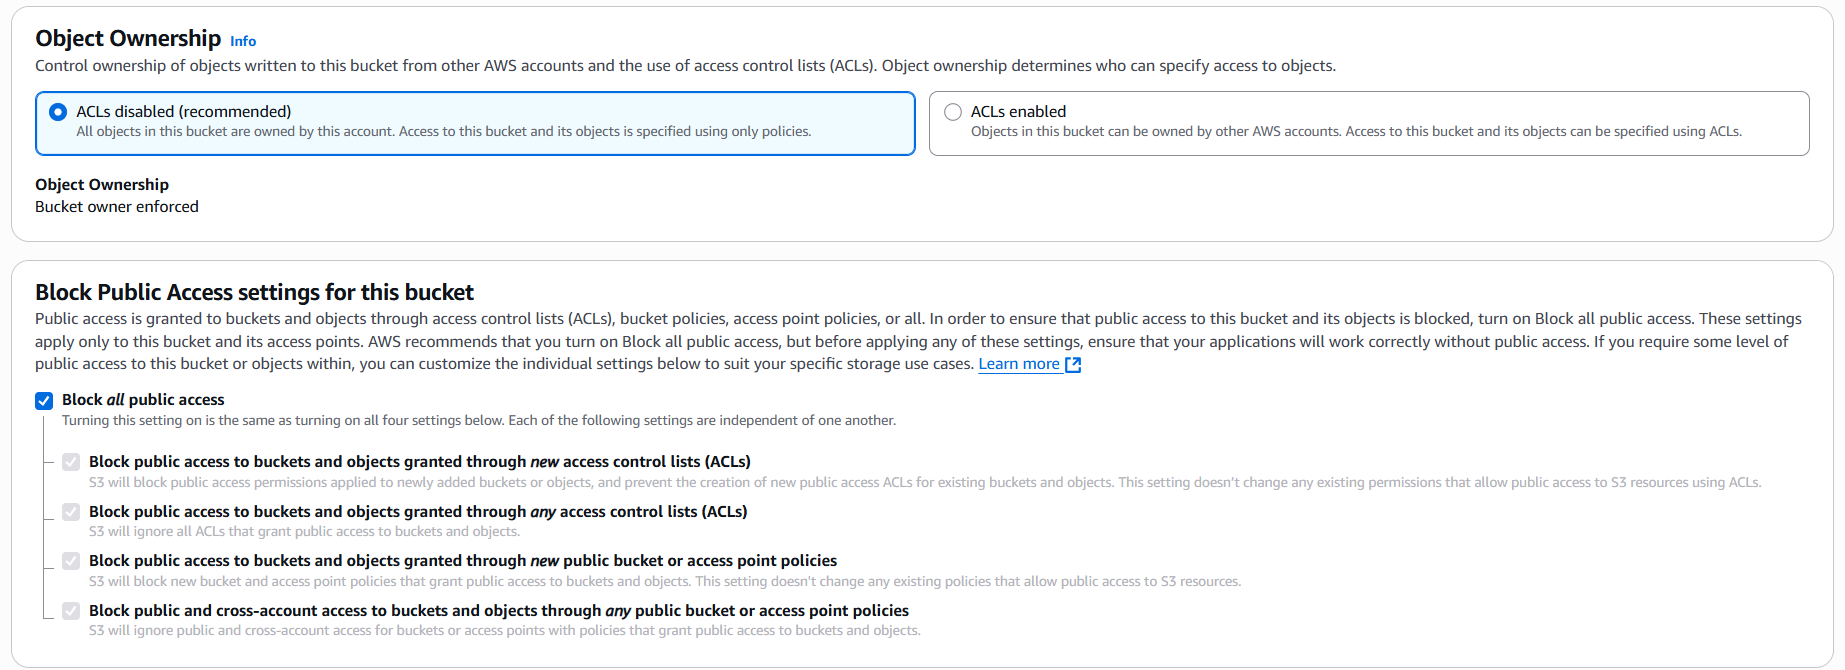 Object Ownership Info
Control ownership of objects written to this bucket from other AWS accounts and the use of access control lists (ACLs). Object ownership determines who can specify access to objects.
ACLs disabled (recommended)
All objects in this bucket are owned by this account. Access to this bucket and its objects is specified using only policies.
ACLs enabled
Objects in this bucket can be owned by other AWS accounts. Access to this bucket and its objects can be specified using ACLs.
Object Ownership
Bucket owner enforced
Block Public Access settings for this bucket
Public access is granted to buckets and objects through access control lists (ACLs), bucket policies, access point policies, or all. In order to ensure that public access to this bucket and its objects is blocked, turn on Block all public access. These settings
apply only to this bucket and its access points. AWS recommends that you turn on Block all public access, but before applying any of these settings, ensure that your applications will work correctly without public access. If you require some level of
public access to this bucket or objects within, you can customize the individual settings below to suit your specific storage use cases. Learn more
Block all public access
Turning this setting on is the same as turning on all four settings below. Each of the following settings are independent of one another.
Block public access to buckets and objects granted through new access control lists (ACLs)
S3 will block public access permissions applied to newly added buckets or objects, and prevent the creation of new public access ACLs for existing buckets and objects. This setting doesn't change any existing permissions that allow public access to S3 resources using ACLs.
Block public access to buckets and objects granted through any access control lists (ACLs)
S3 will ignore all ACLs that grant public access to buckets and objects.
Block public access to buckets and objects granted through new public bucket or access point policies
S3 will block new bucket and access point policies that grant public access to buckets and objects. This setting doesn't change any existing policies that allow public access to S3 resources.
Block public and cross-account access to buckets and objects through any public bucket or access point policies
S3 will ignore public and cross-account access for buckets or access points with policies that grant public access to buckets and objects.